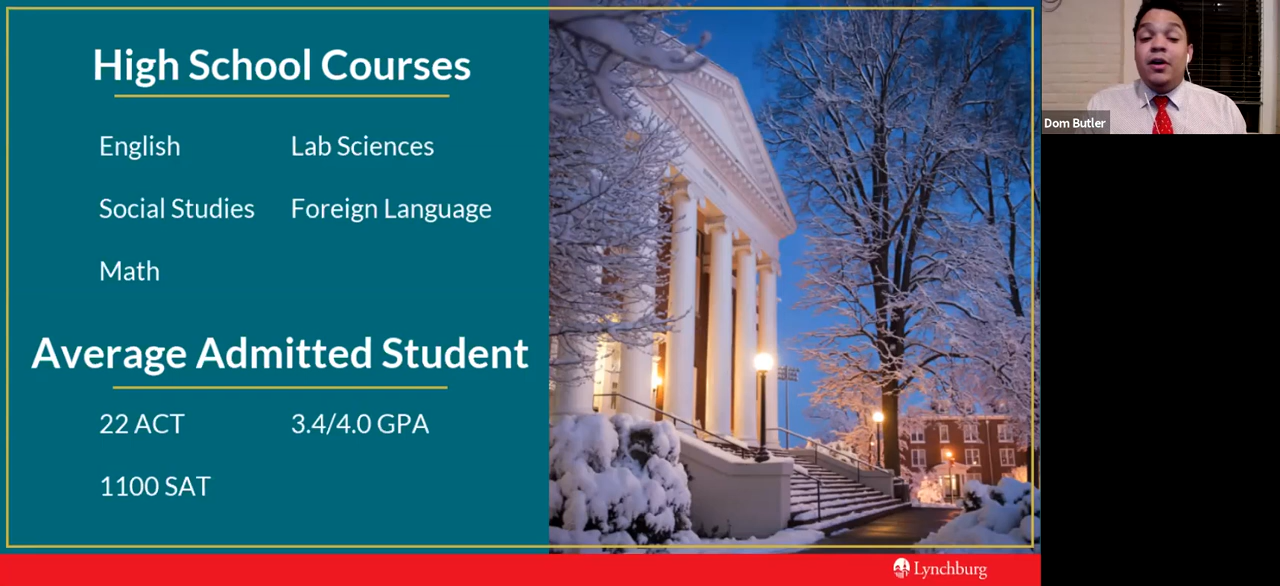 High School Courses
English
Lab Sciences
Social Studies
Foreign Language
Math
Average Admitted Student
22 ACT
3.4/4.0 GPA
1100 SAT
Lynchburg
Dom Butler